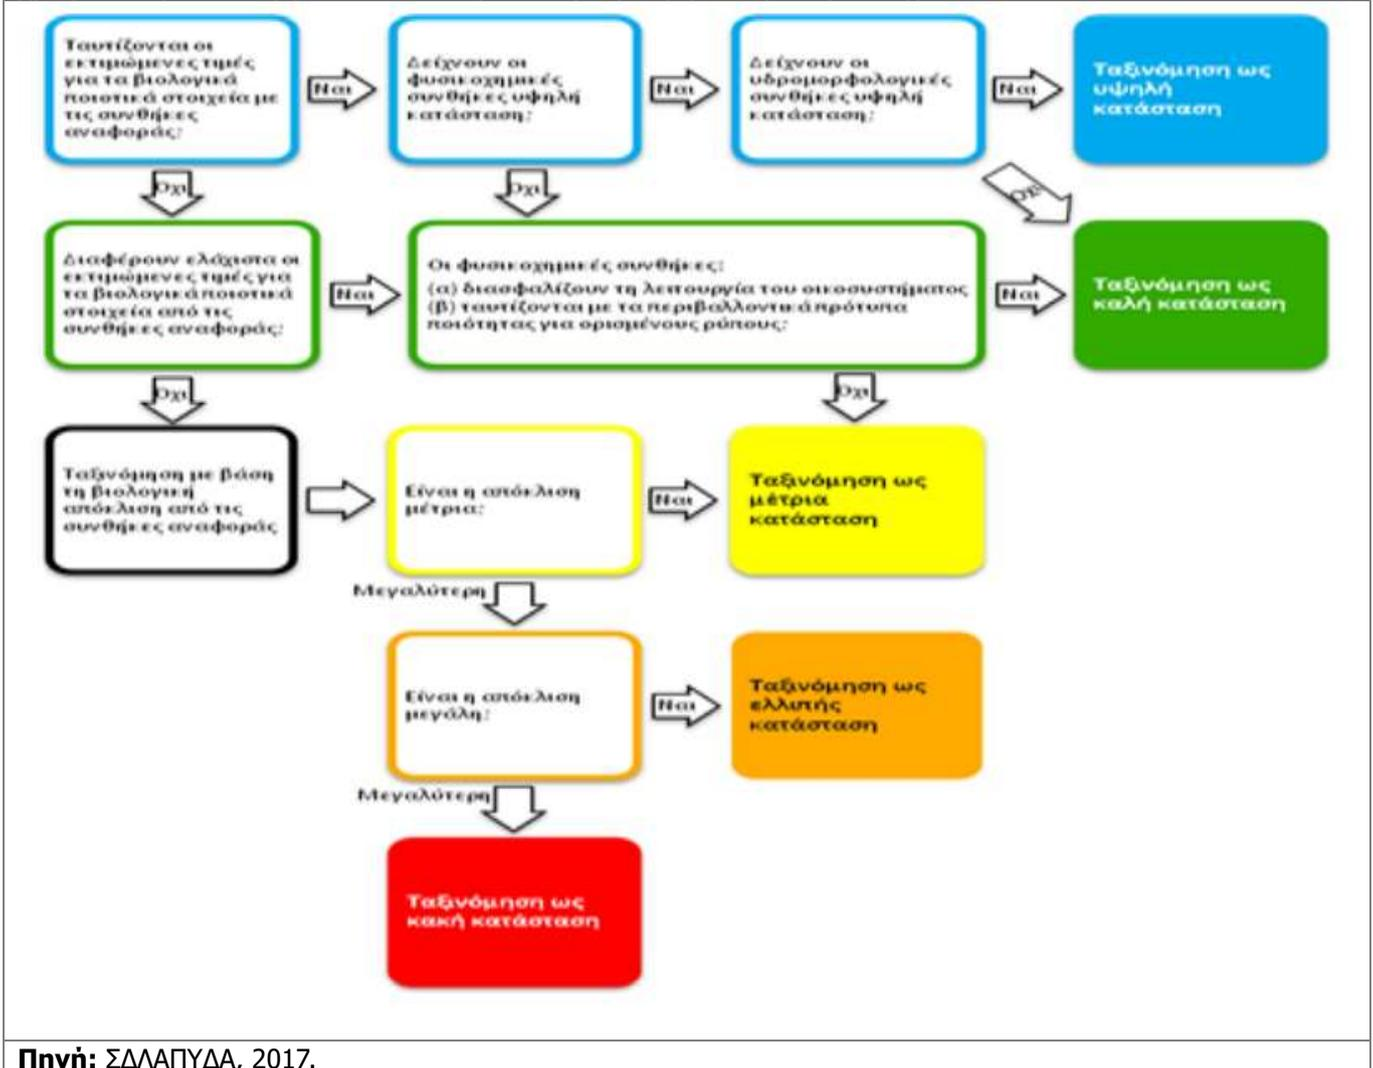 Ταυτίζονται οι
εκτιμώμενες τιμές
για τα βιολογικά
ποιοτικά στοιχεία με
τις συνθήκες
αναφοράς;
Ναι
Δείχνουν οι
φυσικοχημικές
συνθήκες υψηλή
κατάσταση;
Ναι
Δείχνουν οι
υδρομορφολογικές
συνθήκες υψηλή
κατάσταση;
Ναι
Ταξινόμηση ως
υψηλή
κατάσταση
Όχι
Όχι
Όχι
Διαφέρουν ελάχιστα οι
εκτιμώμενες τιμές για
τα βιολογικά ποιοτικά
στοιχεία από τις
συνθήκες αναφοράς;
Ναι
Οι φυσικοχημικές συνθήκες:
(α) διασφαλίζουν τη λειτουργία του οικοσυστήματος
(β) ταυτίζονται με τα περιβαλλοντικά πρότυπα
ποιότητας για ορισμένους ρύπους;
Ναι
Ταξινόμηση ως
καλή κατάσταση
Όχι
Όχι
Ταξινόμηση με βάση
τη βιολογική
απόκλιση από τις
συνθήκες αναφοράς
Είναι η απόκλιση
μέτρια;
Ναι
Ταξινόμηση ως
μέτρια
κατάσταση
Μεγαλύτερη
Είναι η απόκλιση
μεγάλη;
Ναι
Ταξινόμηση ως
ελλιπής
κατάσταση
Μεγαλύτερη
Ταξινόμηση ως
κακή κατάσταση
Πηγή: ΣΔΛΑΠΥΔΑ, 2017.